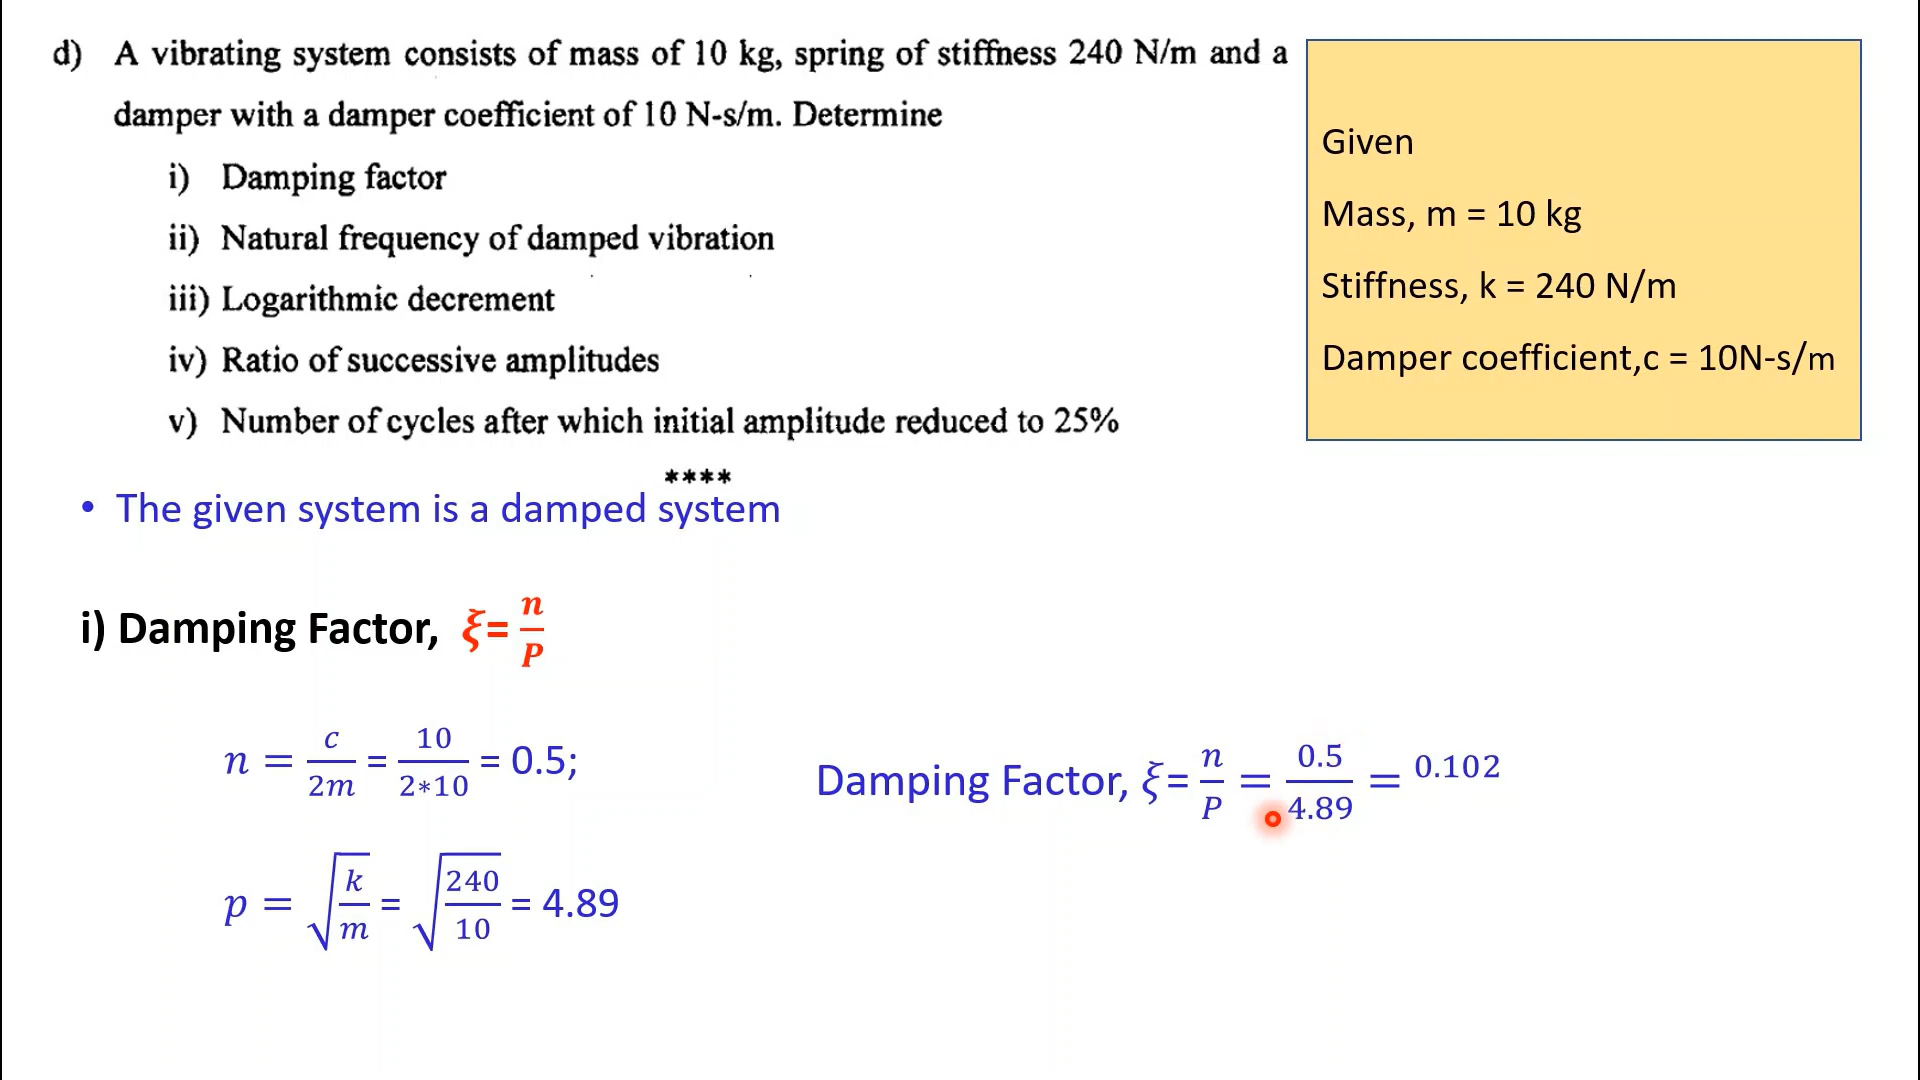 d) A vibrating system consists of mass of 10 kg, spring of stiffness 240 N/m and a
damper with a damper coefficient of 10 N-s/m. Determine
i) Damping factor
ii) Natural frequency of damped vibration
iii) Logarithmic decrement
iv) Ratio of successive amplitudes
v) Number of cycles after which initial amplitude reduced to 25%
****
Given
Mass, m = 10 kg
Stiffness, k = 240 N/m
Damper coefficient,c = 10N-s/m
• The given system is a damped system
i) Damping Factor, ξ= n/P
n = c/2m = 10/2*10 = 0.5;
p = √k/m = √240/10 = 4.89
Damping Factor, ξ= n/P = 0.5/4.89 = 0.102